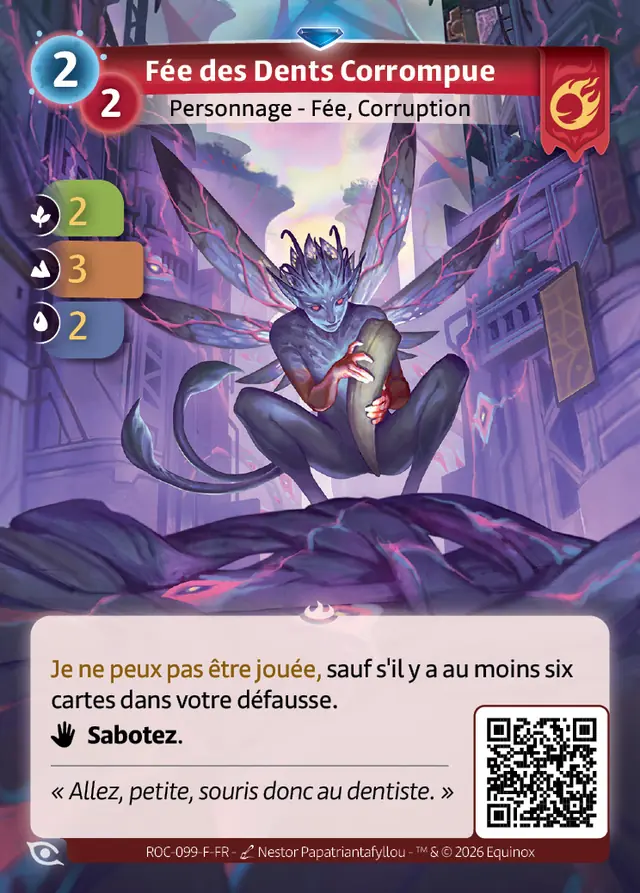 2
Fée des Dents Corrompue
2
Personnage - Fée, Corruption
2
3
2
Je ne peux pas être jouée, sauf s'il y a au moins six
cartes dans votre défausse.
Sabotez.
« Allez, petite, souris donc au dentiste. »
ROC-099-F-FR - Nestor Papatriantafyllou - ™ & © 2026 Equinox